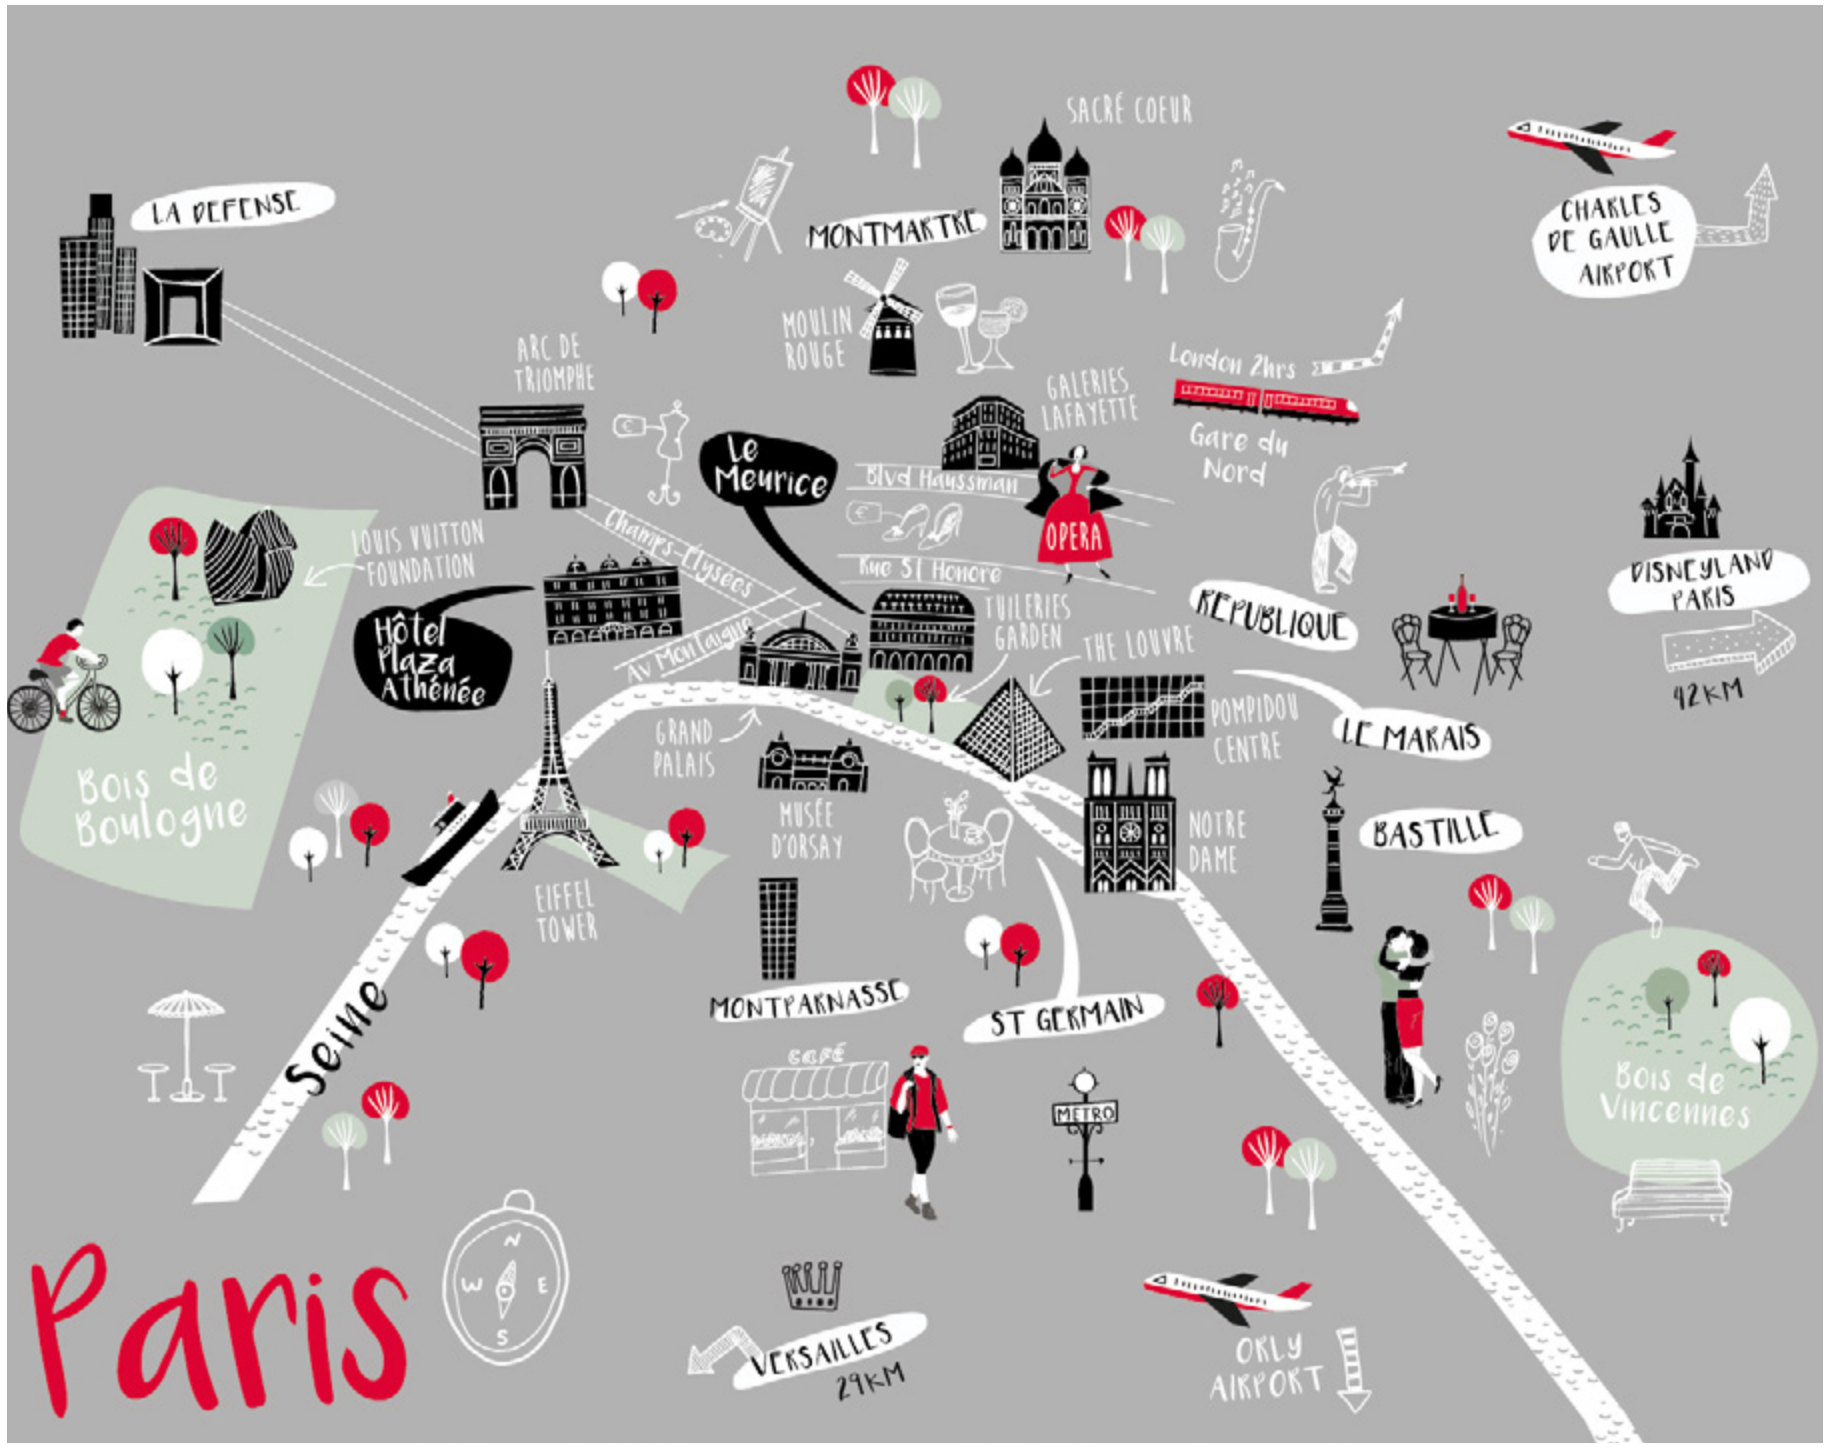 SACRÉ COEUR
LA DEFENSE
MONTMARTRE
CHARLES
DE GAULLE
AIRPORT
MOULIN
ROUGE
ARC DE
TRIOMPHE
London 2hrs
GALERIES
LAFAYETTE
Gare du
Nord
€
Le
Meurice
Blvd Haussman
€
OPERA
Champs-Elysées
LOUIS VUITTON
FOUNDATION
Rue St Honore
DISNEYLAND
PARIS
42KM
REPUBLIQUE
TUILERIES
GARDEN
THE LOUVRE
Hôtel
Plaza
Athénée
Av Montaigne
GRAND
PALAIS
POMPIDOU
CENTRE
LE MARAIS
Bois de
Boulogne
MUSÉE
D'ORSAY
NOTRE
DAME
BASTILLE
EIFFEL
TOWER
MONTPARNASSE
ST GERMAIN
Seine
CAFÉ
METRO
Bois de
Vincennes
N
W E
S
Paris
VERSAILLES
29KM
ORLY
AIRPORT